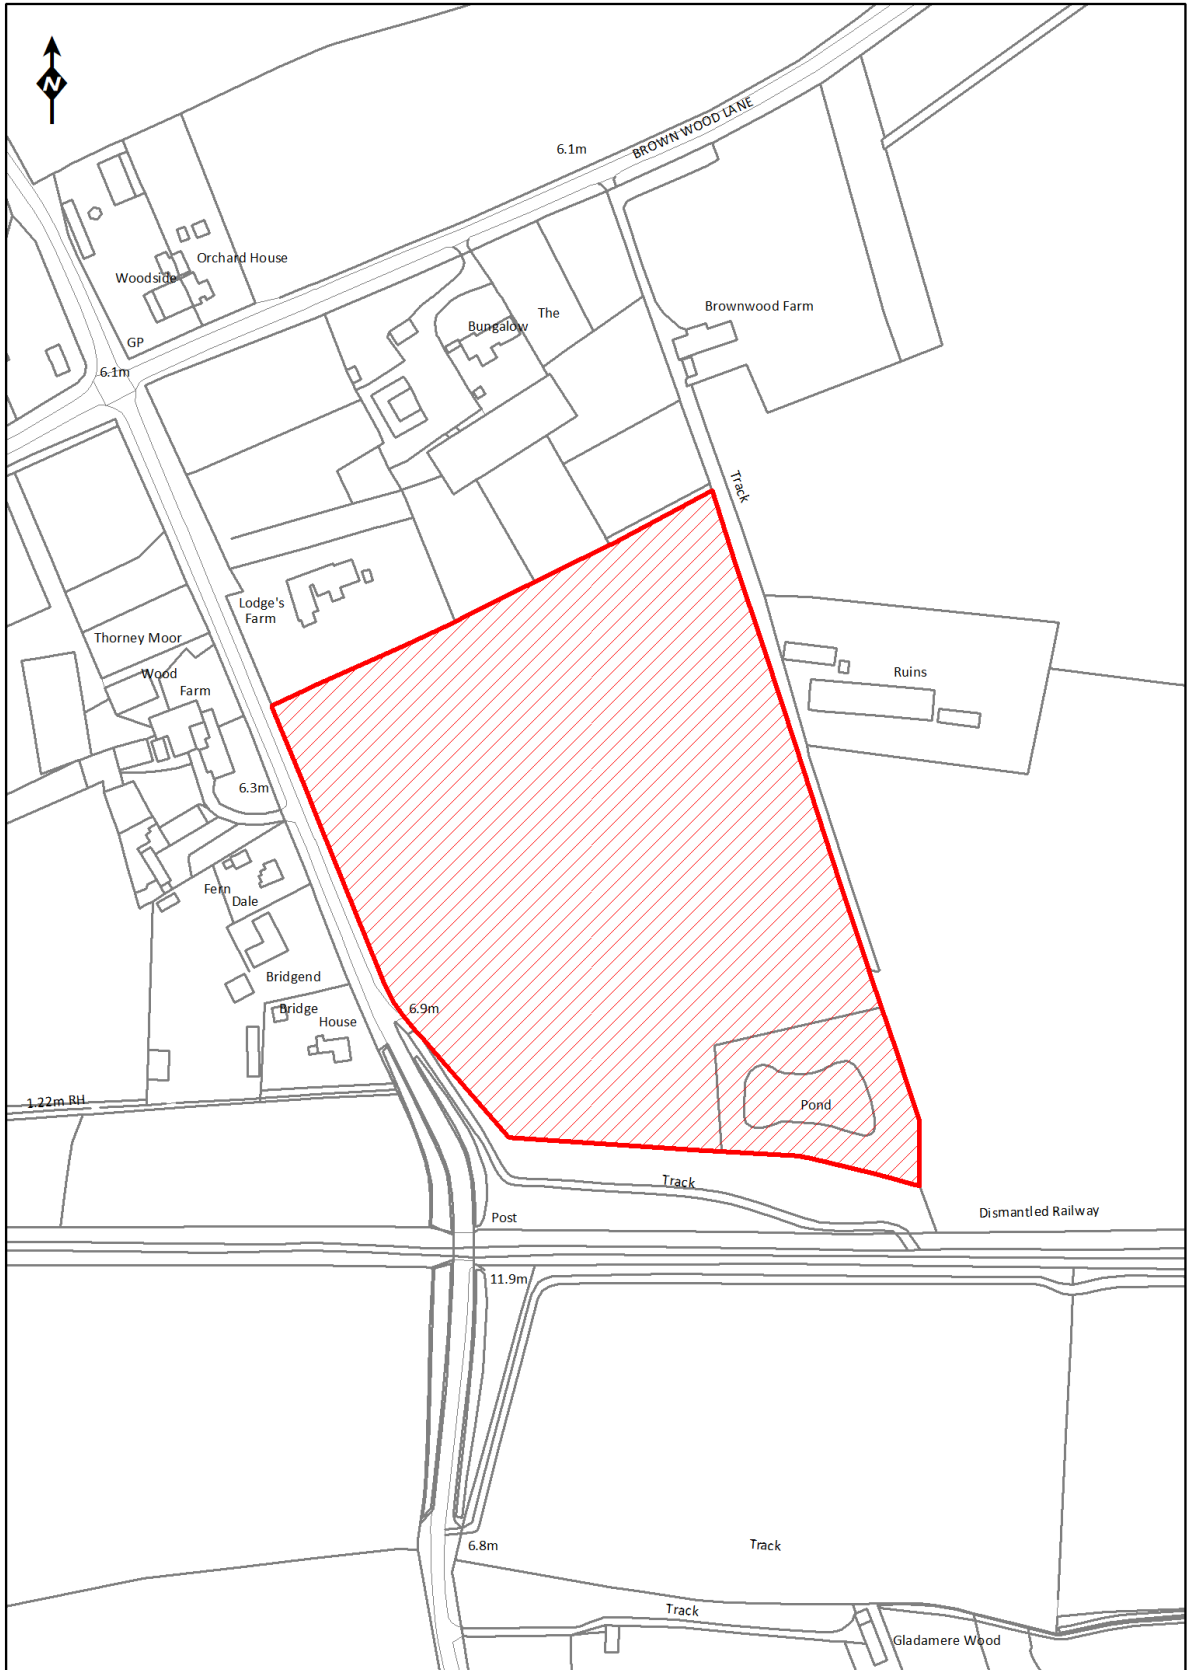 N
BROWN WOOD LANE
6.1m
Orchard House
Woodside
Brownwood Farm
The
Bungalow
GP
6.1m
Track
Lodge's
Farm
Thorney Moor
Wood
Farm
Ruins
6.3m
Fern
Dale
Bridgend
Bridge
House
6.9m
1.22m RH
Pond
Track
Dismantled Railway
Post
11.9m
6.8m
Track
Track
Gladamere Wood